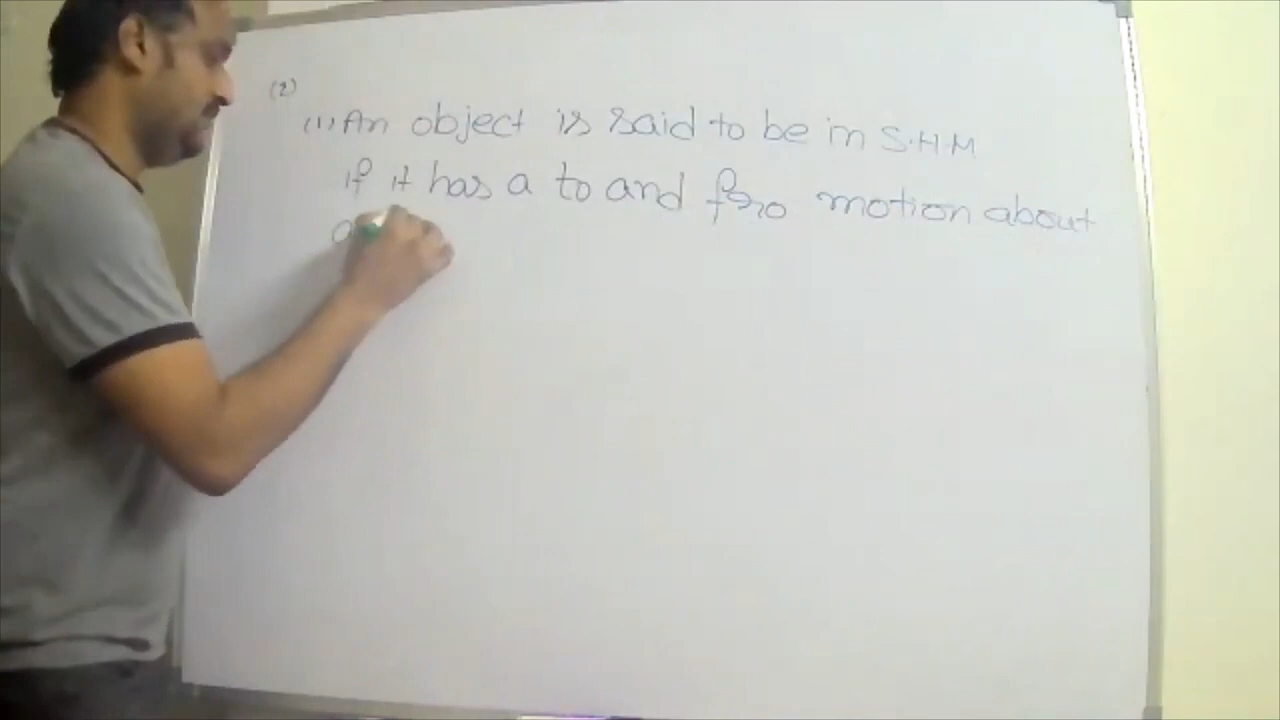 (2)
(1) An object is said to be in S.H.M
if it has a to and fro motion about
a